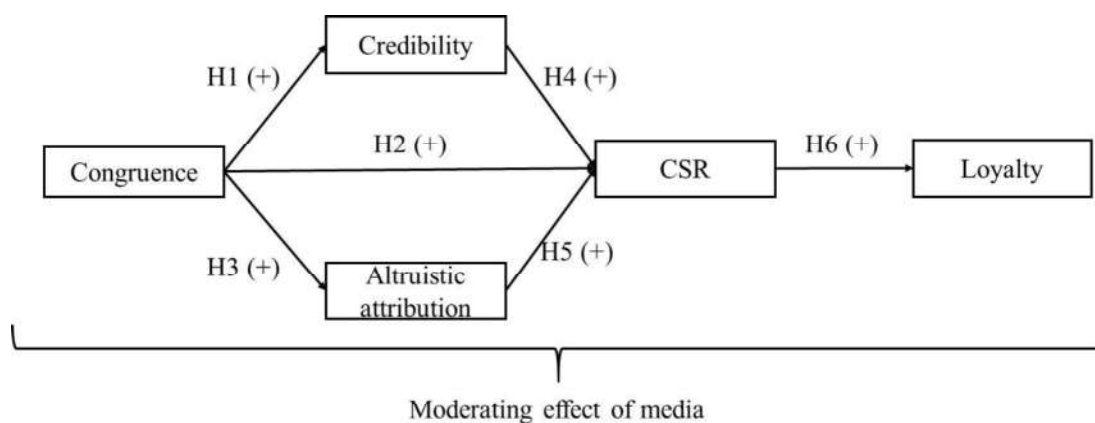 Credibility
H1 (+)
H4 (+)
H2 (+)
H6 (+)
Congruence
CSR
Loyalty
H3 (+)
H5 (+)
Altruistic
attribution
Moderating effect of media